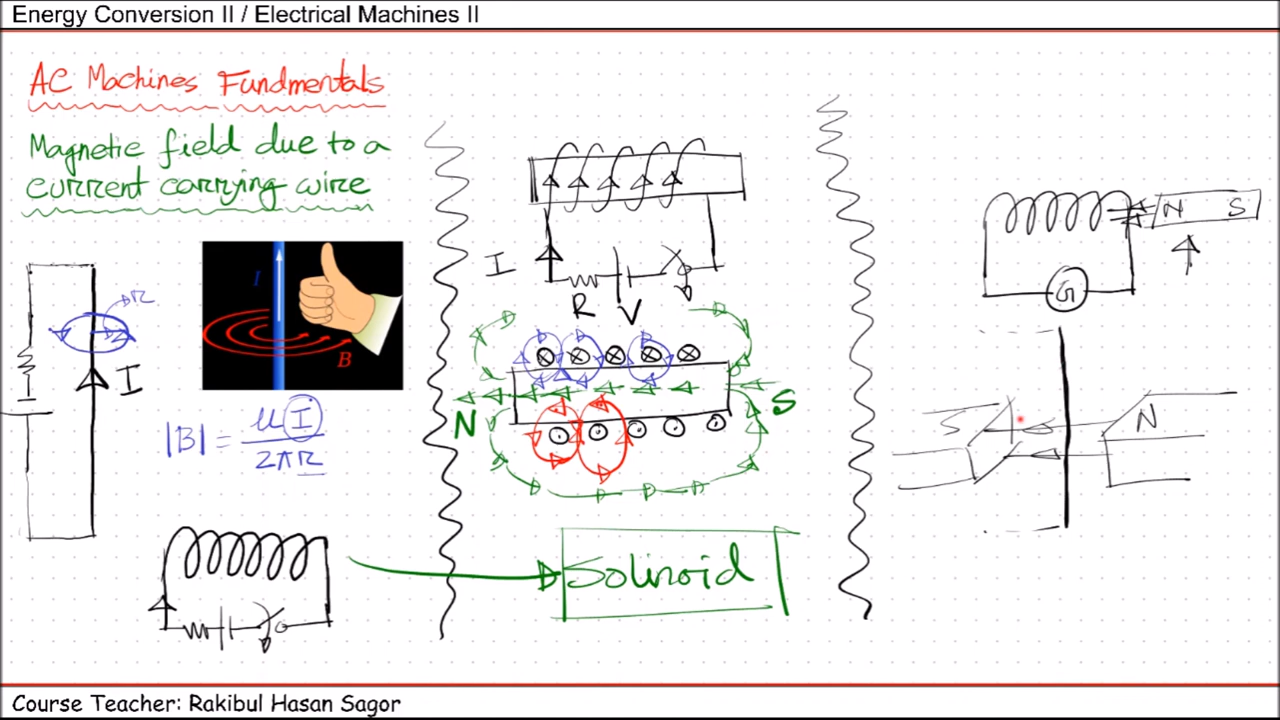 Energy Conversion II / Electrical Machines II
AC Machines Fundmentals
Magnetic field due to a
current carrying wire
I
B
r
I
|B| = μI / 2πr
I
R
V
N
S
Solinoid
N S
G
S
N
Course Teacher: Rakibul Hasan Sagor